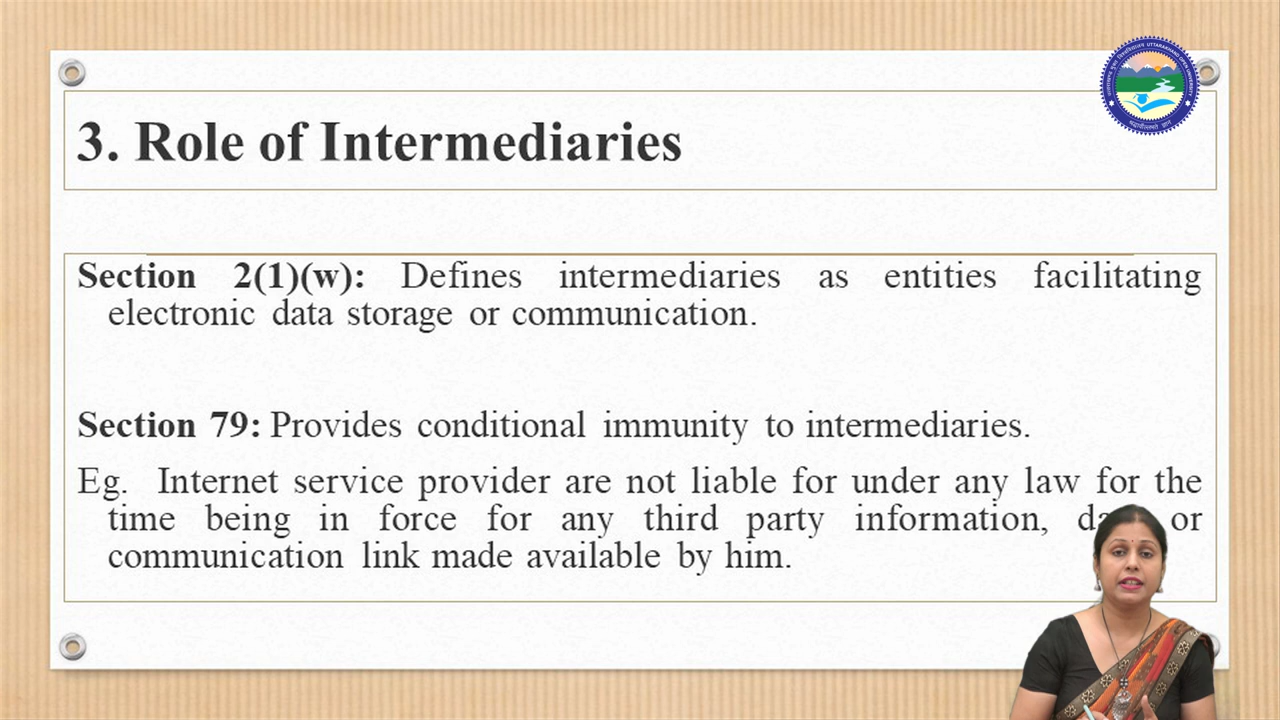 3. Role of Intermediaries
Section 2(1)(w): Defines intermediaries as entities facilitating
electronic data storage or communication.
Section 79: Provides conditional immunity to intermediaries.
Eg. Internet service provider are not liable for under any law for the
time being in force for any third party information, or
communication link made available by him.